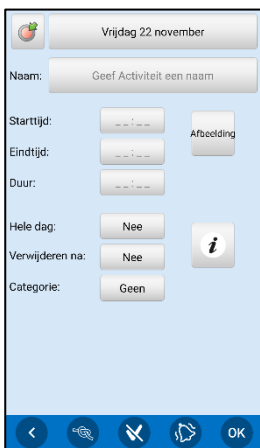 Vrijdag 22 november
Naam: Geef Activiteit een naam
Starttijd: __:__ Afbeelding
Eindtijd: __:__
Duur: __:__
Hele dag: Nee
i
Verwijderen na: Nee
Categorie: Geen
OK